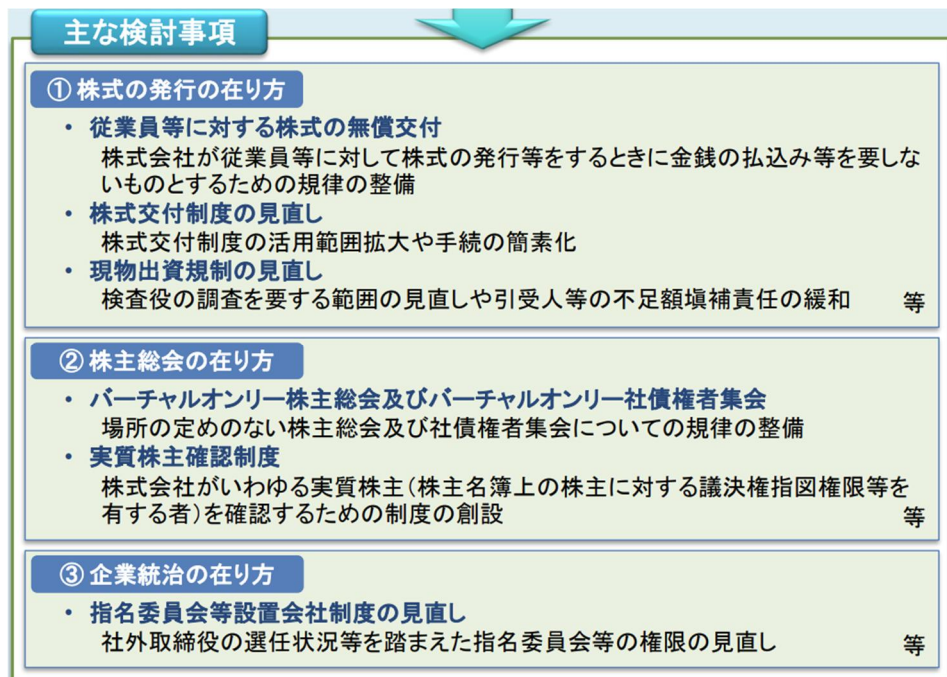 主な検討事項
① 株式の発行の在り方
・ 従業員等に対する株式の無償交付
株式会社が従業員等に対して株式の発行等をするときに金銭の払込み等を要しな
いものとするための規律の整備
・ 株式交付制度の見直し
株式交付制度の活用範囲拡大や手続の簡素化
・ 現物出資規制の見直し
検査役の調査を要する範囲の見直しや引受人等の不足額塡補責任の緩和 等
② 株主総会の在り方
・ バーチャルオンリー株主総会及びバーチャルオンリー社債権者集会
場所の定めのない株主総会及び社債権者集会についての規律の整備
・ 実質株主確認制度
株式会社がいわゆる実質株主(株主名簿上の株主に対する議決権指図権限等を
有する者)を確認するための制度の創設 等
③ 企業統治の在り方
・ 指名委員会等設置会社制度の見直し
社外取締役の選任状況等を踏まえた指名委員会等の権限の見直し 等